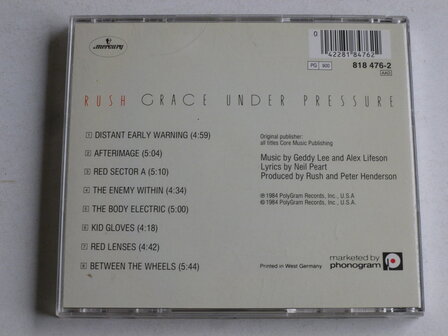 mercury
0
42281 84762
PG 900
818 476-2
AAD
RUSH GRACE UNDER PRESSURE
1 DISTANT EARLY WARNING (4:59)
2 AFTERIMAGE (5:04)
3 RED SECTOR A (5:10)
4 THE ENEMY WITHIN (4:34)
5 THE BODY ELECTRIC (5:00)
6 KID GLOVES (4:18)
7 RED LENSES (4:42)
8 BETWEEN THE WHEELS (5:44)
Original publisher:
all titles Core Music Publishing
Music by Geddy Lee and Alex Lifeson
Lyrics by Neil Peart
Produced by Rush and Peter Henderson
℗ 1984 PolyGram Records, Inc., U.S.A
© 1984 PolyGram Records, Inc., U.S.A.
Printed in West Germany
marketed by
phonogram